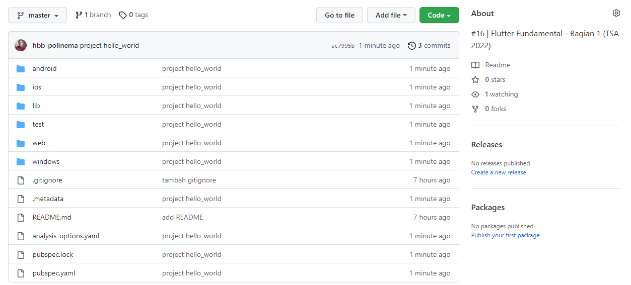 master
1 branch
0 tags
Go to file
Add file
Code
hbb-polinema project hello_world
1 minute ago
3 commits
android project hello_world 1 minute ago
ios project hello_world 1 minute ago
lib project hello_world 1 minute ago
test project hello_world 1 minute ago
web project hello_world 1 minute ago
windows project hello_world 1 minute ago
.gitignore tambah gitignore 7 hours ago
.metadata project hello_world 1 minute ago
README.md add README 7 hours ago
analysis_options.yaml project hello_world 1 minute ago
pubspec.lock project hello_world 1 minute ago
pubspec.yaml project hello_world 1 minute ago
About
#16 | Flutter Fundamental - Bagian 1 (TSA
2022)
Readme
0 stars
1 watching
0 forks
Releases
No releases published
Create a new release
Packages
No packages published
Publish your first package